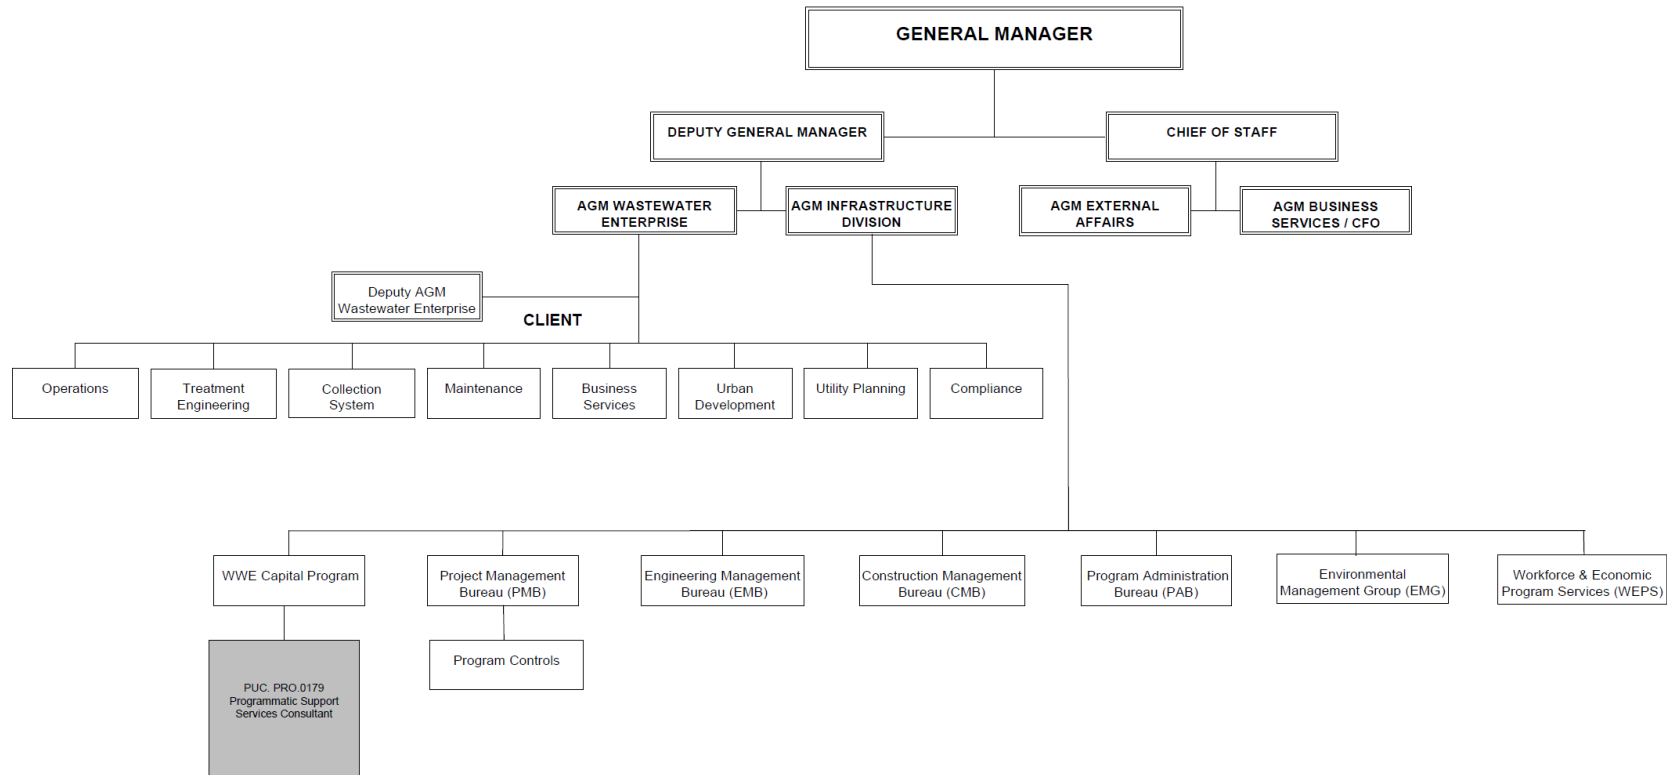 GENERAL MANAGER
DEPUTY GENERAL MANAGER
CHIEF OF STAFF
AGM WASTEWATER
ENTERPRISE
AGM INFRASTRUCTURE
DIVISION
AGM EXTERNAL
AFFAIRS
AGM BUSINESS
SERVICES / CFO
Deputy AGM
Wastewater Enterprise
CLIENT
Operations
Treatment
Engineering
Collection
System
Maintenance
Business
Services
Urban
Development
Utility Planning
Compliance
WWE Capital Program
Project Management
Bureau (PMB)
Engineering Management
Bureau (EMB)
Construction Management
Bureau (CMB)
Program Administration
Bureau (PAB)
Environmental
Management Group (EMG)
Workforce & Economic
Program Services (WEPS)
PUC. PRO.0179
Programmatic Support
Services Consultant
Program Controls